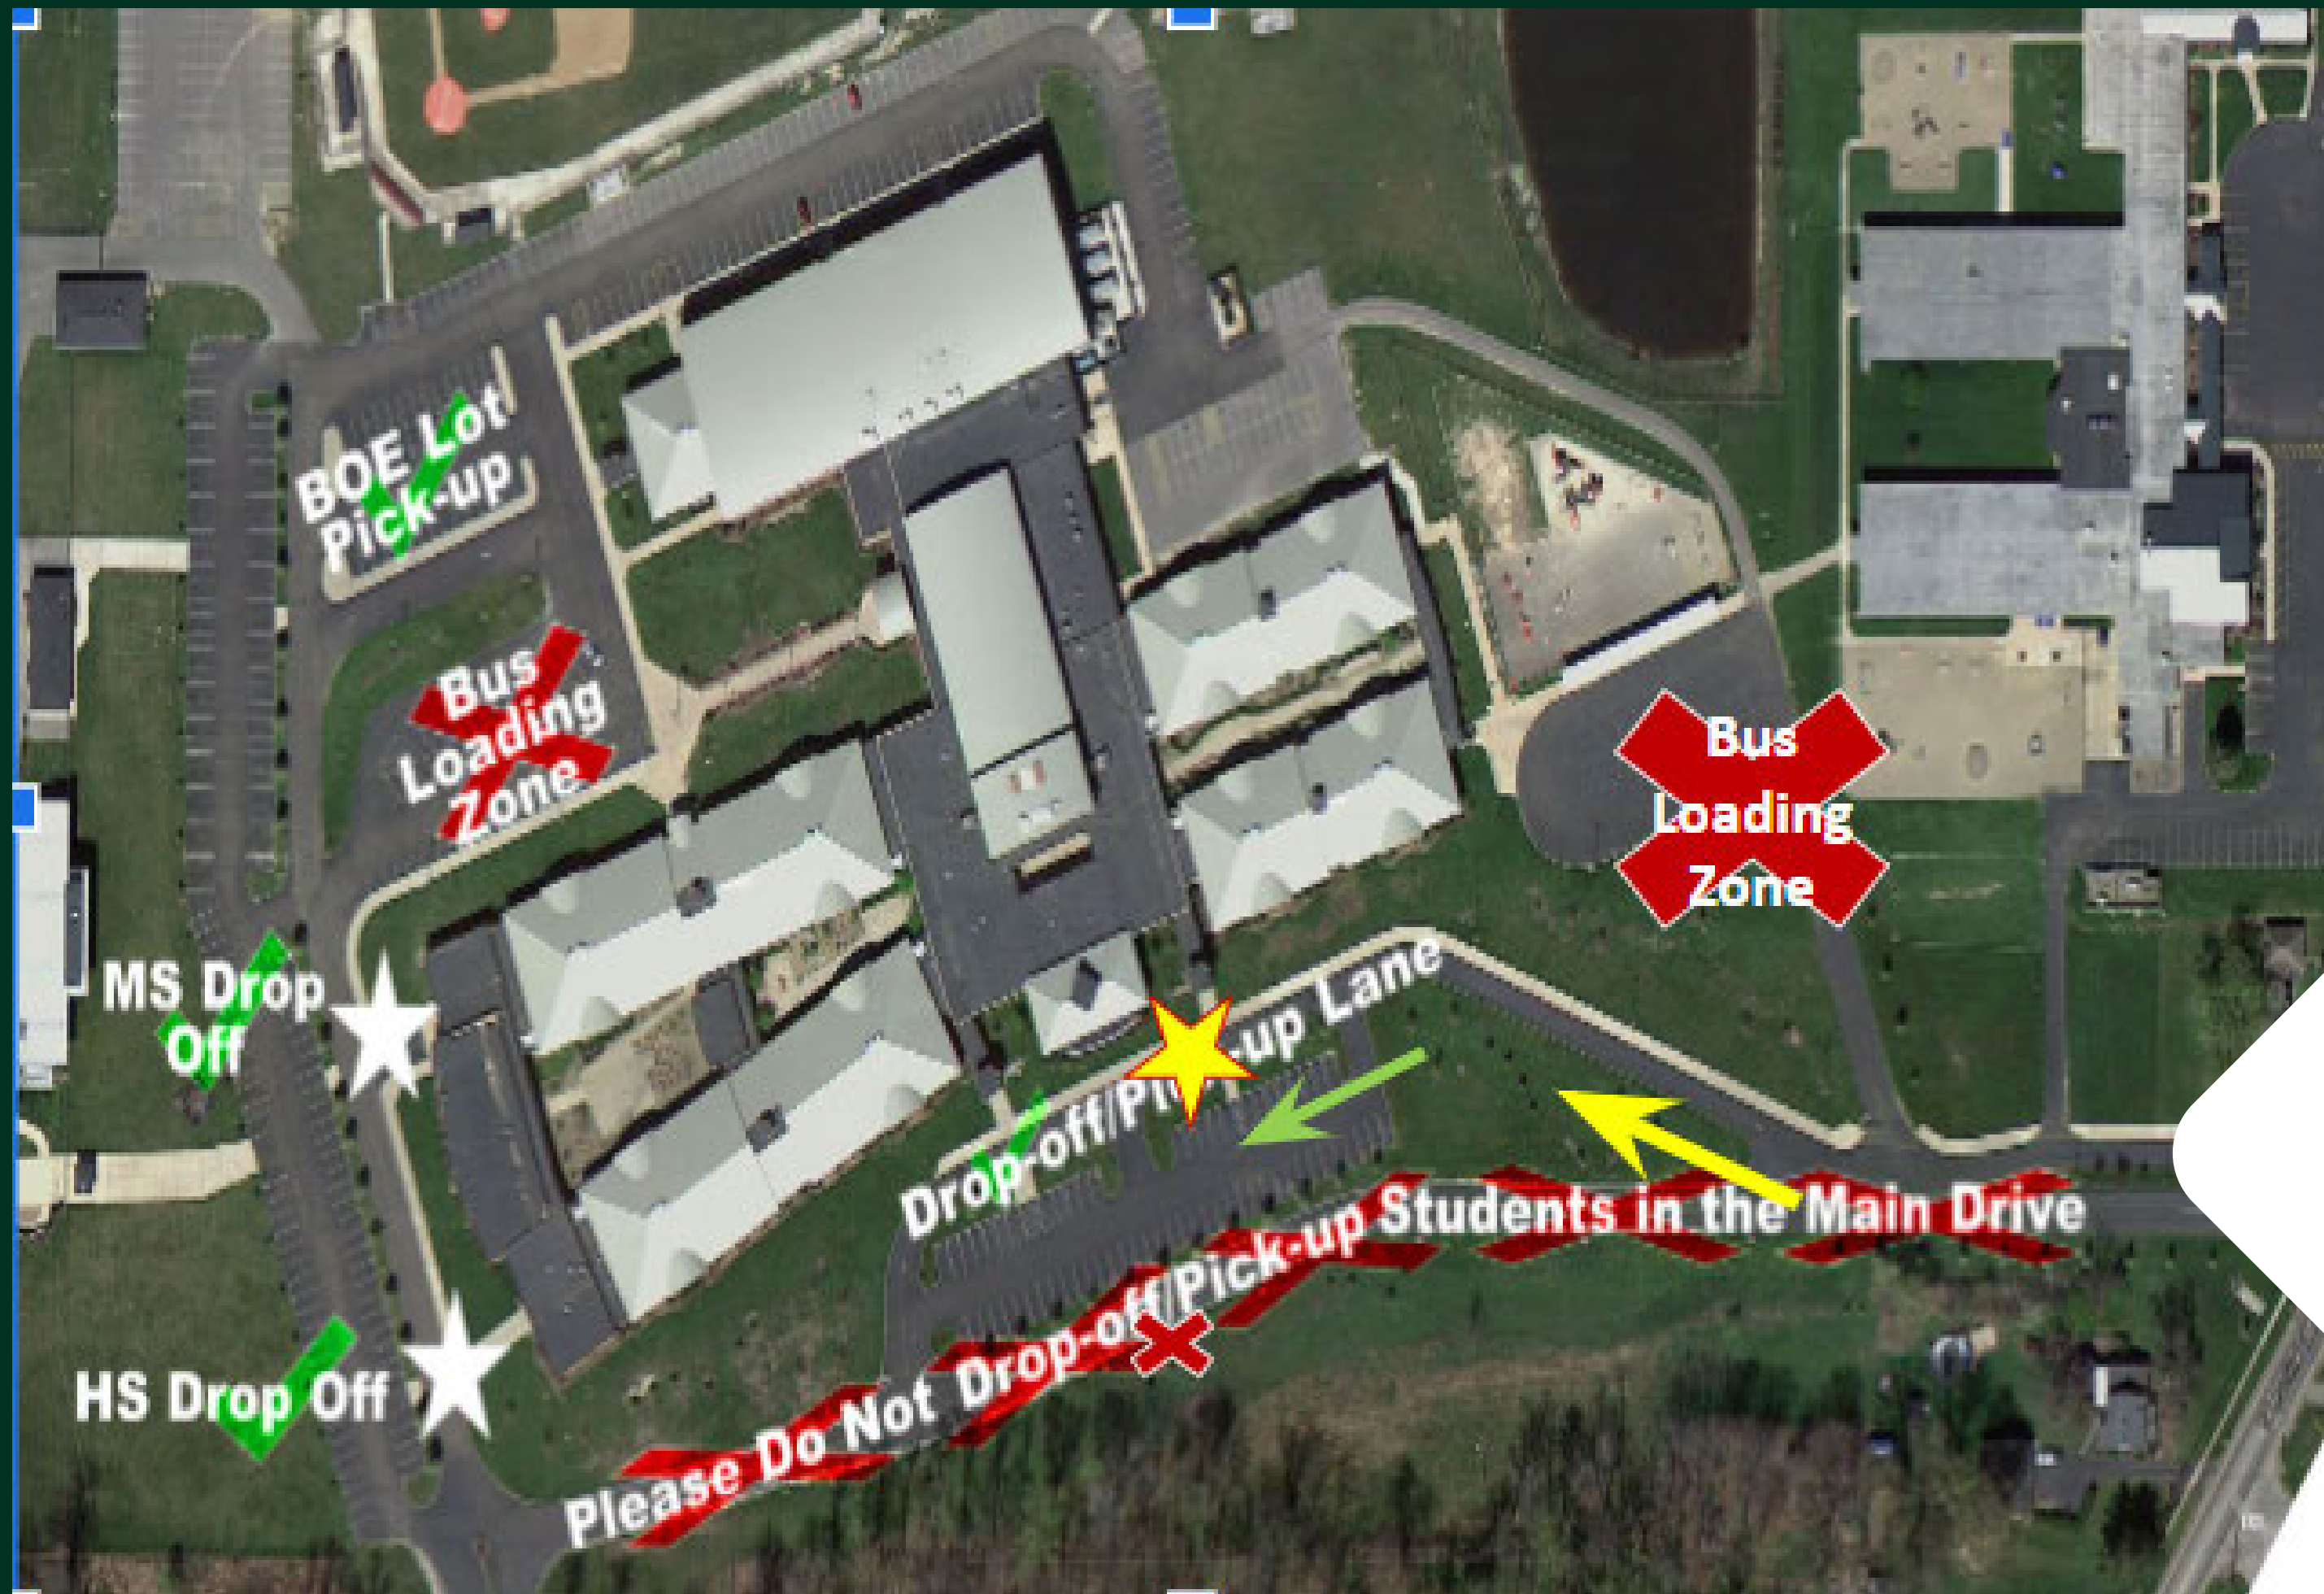 BOE Lot
Pick-up
Bus
Loading
Zone
Bus
Loading
Zone
MS Drop
Off
Drop-off/Pick-up Lane
HS Drop Off
Please Do Not Drop-off/Pick-up Students in the Main Drive